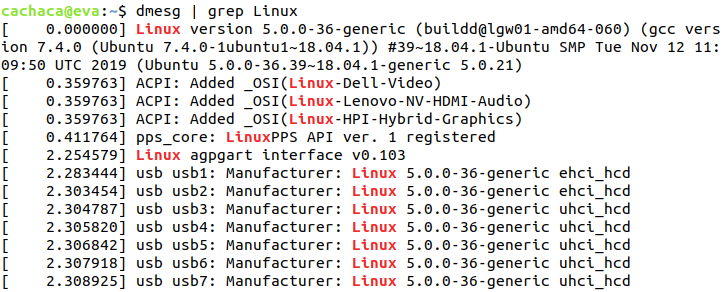 cachaca@eva:~$ dmesg | grep Linux
[    0.000000] Linux version 5.0.0-36-generic (buildd@lgw01-amd64-060) (gcc vers
ion 7.4.0 (Ubuntu 7.4.0-1ubuntu1~18.04.1)) #39~18.04.1-Ubuntu SMP Tue Nov 12 11:
09:50 UTC 2019 (Ubuntu 5.0.0-36.39~18.04.1-generic 5.0.21)
[    0.359763] ACPI: Added _OSI(Linux-Dell-Video)
[    0.359763] ACPI: Added _OSI(Linux-Lenovo-NV-HDMI-Audio)
[    0.359763] ACPI: Added _OSI(Linux-HPI-Hybrid-Graphics)
[    0.411764] pps_core: LinuxPPS API ver. 1 registered
[    2.254579] Linux agpgart interface v0.103
[    2.283444] usb usb1: Manufacturer: Linux 5.0.0-36-generic ehci_hcd
[    2.303454] usb usb2: Manufacturer: Linux 5.0.0-36-generic ehci_hcd
[    2.304787] usb usb3: Manufacturer: Linux 5.0.0-36-generic uhci_hcd
[    2.305820] usb usb4: Manufacturer: Linux 5.0.0-36-generic uhci_hcd
[    2.306842] usb usb5: Manufacturer: Linux 5.0.0-36-generic uhci_hcd
[    2.307918] usb usb6: Manufacturer: Linux 5.0.0-36-generic uhci_hcd
[    2.308925] usb usb7: Manufacturer: Linux 5.0.0-36-generic uhci_hcd